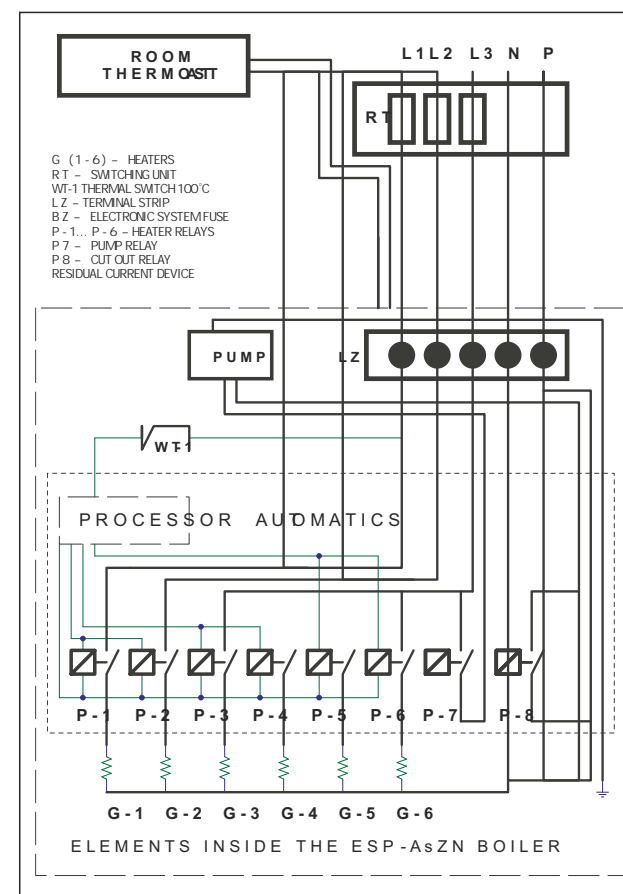 ROOM
THERMOASTT
L1 L2 L3 N P
RT
G (1-6) – HEATERS
RT – SWITCHING UNIT
WT-1 THERMAL SWITCH 100°C
LZ – TERMINAL STRIP
BZ – ELECTRONIC SYSTEM FUSE
P-1... P-6 – HEATER RELAYS
P7 – PUMP RELAY
P8 – CUT OUT RELAY
RESIDUAL CURRENT DEVICE
PUMP
LZ
WT-1
PROCESSOR AUTOMATICS
P-1 P-2 P-3 P-4 P-5 P-6 P-7 P-8
G-1 G-2 G-3 G-4 G-5 G-6
ELEMENTS INSIDE THE ESP-AsZN BOILER